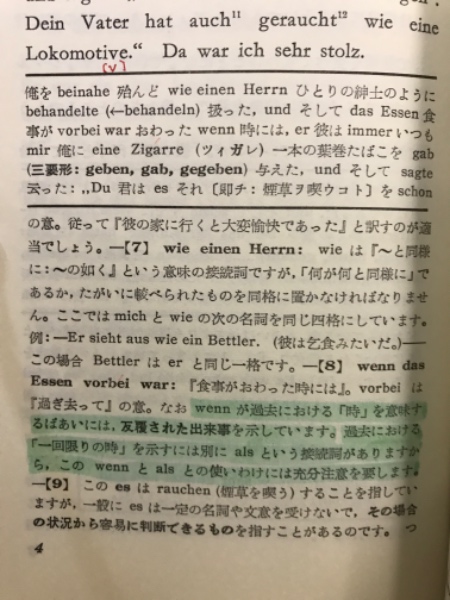 Dein Vater hat auch¹¹ geraucht¹² wie eine
Lokomotive.“ Da war ich sehr stolz.
(v)
俺を beinahe 殆んど wie einen Herrn ひとりの紳士のように
behandelte (←behandeln) 扱った, und そして das Essen 食
事が vorbei war おわった wenn 時には, er 彼は immer いつも
mir 俺に eine Zigarre (ツィガレ) 一本の葉巻たばこを gab
(三要形: geben, gab, gegeben) 与えた, und そして sagte
云った: „Du 君は es それ〔即チ: 煙草ヲ喫ウコト〕を schon
の意。従って『彼の家に行くと大変愉快であった』と訳すのが適
当でしょう。—【7】 wie einen Herrn: wie は『〜と同様
に: 〜の如く』という意味の接続詞ですが,「何が何と同様に」で
あるか, たがいに較べられたものを同格に置かなければなりませ
ん。ここでは mich と wie の次の名詞を同じ四格にしています。
例:—Er sieht aus wie ein Bettler. (彼は乞食みたいだ。)—
この場合 Bettler は er と同じ一格です。—【8】 wenn das
Essen vorbei war: 『食事がおわった時には』。vorbei は
『過ぎ去って』の意。なお wenn が過去における「時」を意味す
るばあいには, 反覆された出来事を示しています。過去における
「一回限りの時」を示すには別に als という接続詞がありますか
ら, この wenn と als との使いわけには充分注意を要します。
—【9】 この es は rauchen (煙草を喫う) することを指してい
ますが, 一般に es は一定の名詞や文意を受けないで, その場合
の状況から容易に判断できるものを指すことがあるのです。 つ
4